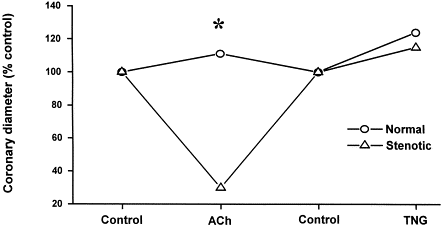 Coronary diameter (% control)
140
120
100
80
60
40
20
*
Normal
Stenotic
Control ACh Control TNG